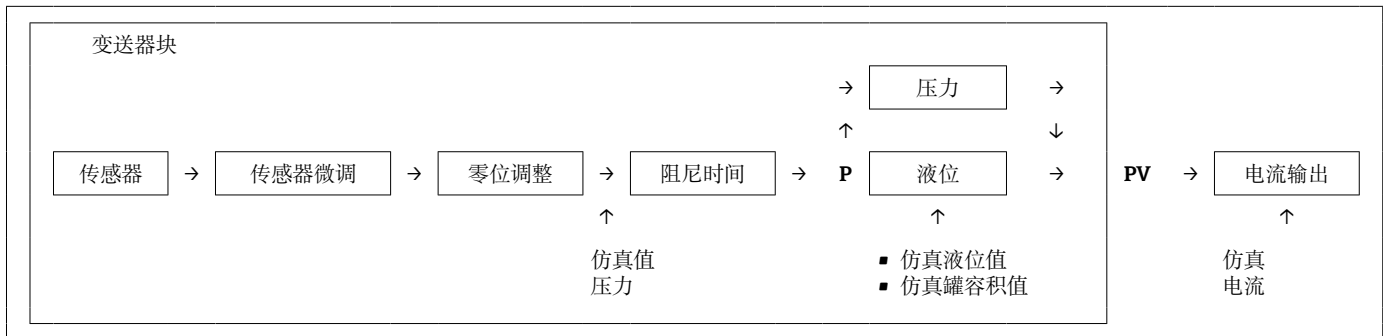 变送器块
→ 压力 →
↑ ↓
传感器 → 传感器微调 → 零位调整 → 阻尼时间 → P 液位 → PV → 电流输出
↑ ↑ ↑
仿真值 ▪ 仿真液位值 仿真
压力 ▪ 仿真罐容积值 电流